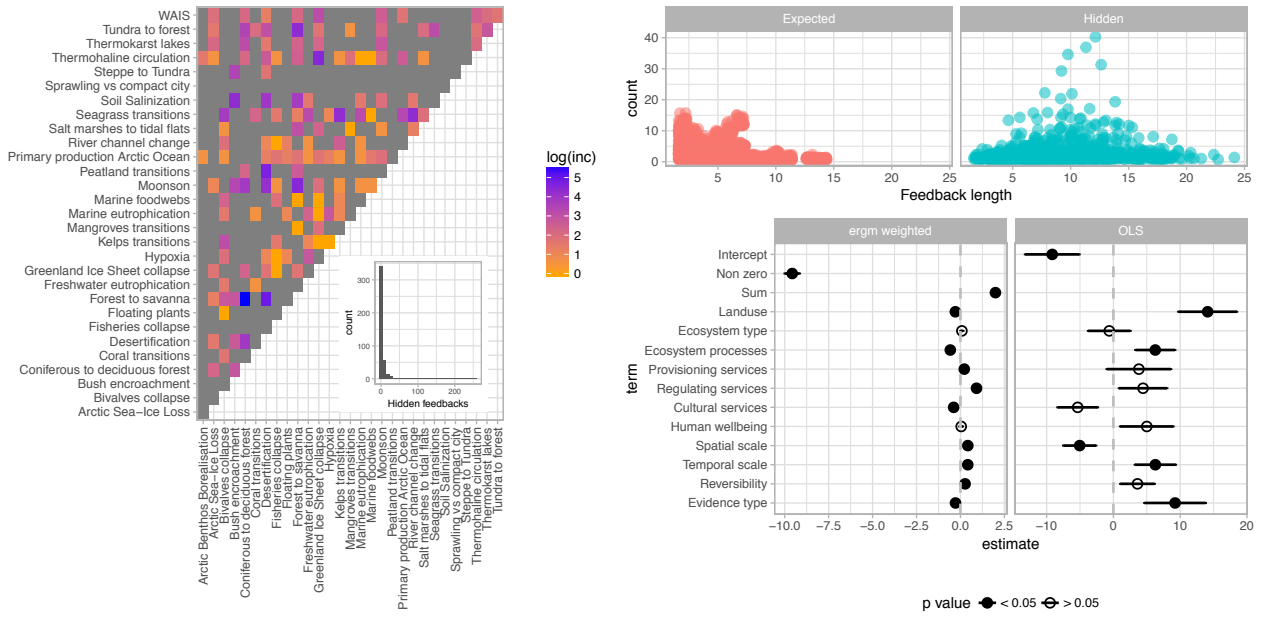 WAIS
Tundra to forest
Thermokarst lakes
Thermohaline circulation
Steppe to Tundra
Sprawling vs compact city
Soil Salinization
Seagrass transitions
Salt marshes to tidal flats
River channel change
Primary production Arctic Ocean
Peatland transitions
Moonson
Marine foodwebs
Marine eutrophication
Mangroves transitions
Kelps transitions
Hypoxia
Greenland Ice Sheet collapse
Freshwater eutrophication
Forest to savanna
Floating plants
Fisheries collapse
Desertification
Coral transitions
Coniferous to deciduous forest
Bush encroachment
Bivalves collapse
Arctic Sea−Ice Loss
Arctic Benthos Borealisation
Arctic Sea−Ice Loss
Bivalves collapse
Bush encroachment
Coniferous to deciduous forest
Coral transitions
Desertification
Fisheries collapse
Floating plants
Forest to savanna
Freshwater eutrophication
Greenland Ice Sheet collapse
Hypoxia
Kelps transitions
Mangroves transitions
Marine eutrophication
Marine foodwebs
Moonson
Peatland transitions
Primary production Arctic Ocean
River channel change
Salt marshes to tidal flats
Seagrass transitions
Soil Salinization
Sprawling vs compact city
Steppe to Tundra
Thermohaline circulation
Thermokarst lakes
Tundra to forest
count
300
200
100
0
0 200
Hidden feedbacks
log(inc)
5
4
3
2
1
0
Expected Hidden
count
40
30
20
10
0
5 10 15 20 25 5 10 15 20 25
Feedback length
ergm weighted OLS
term
Intercept
Non zero
Sum
Landuse
Ecosystem type
Ecosystem processes
Provisioning services
Regulating services
Cultural services
Human wellbeing
Spatial scale
Temporal scale
Reversibility
Evidence type
−10.0 −7.5 −5.0 −2.5 0.0 2.5 −10 0 10 20
estimate
p value < 0.05 > 0.05